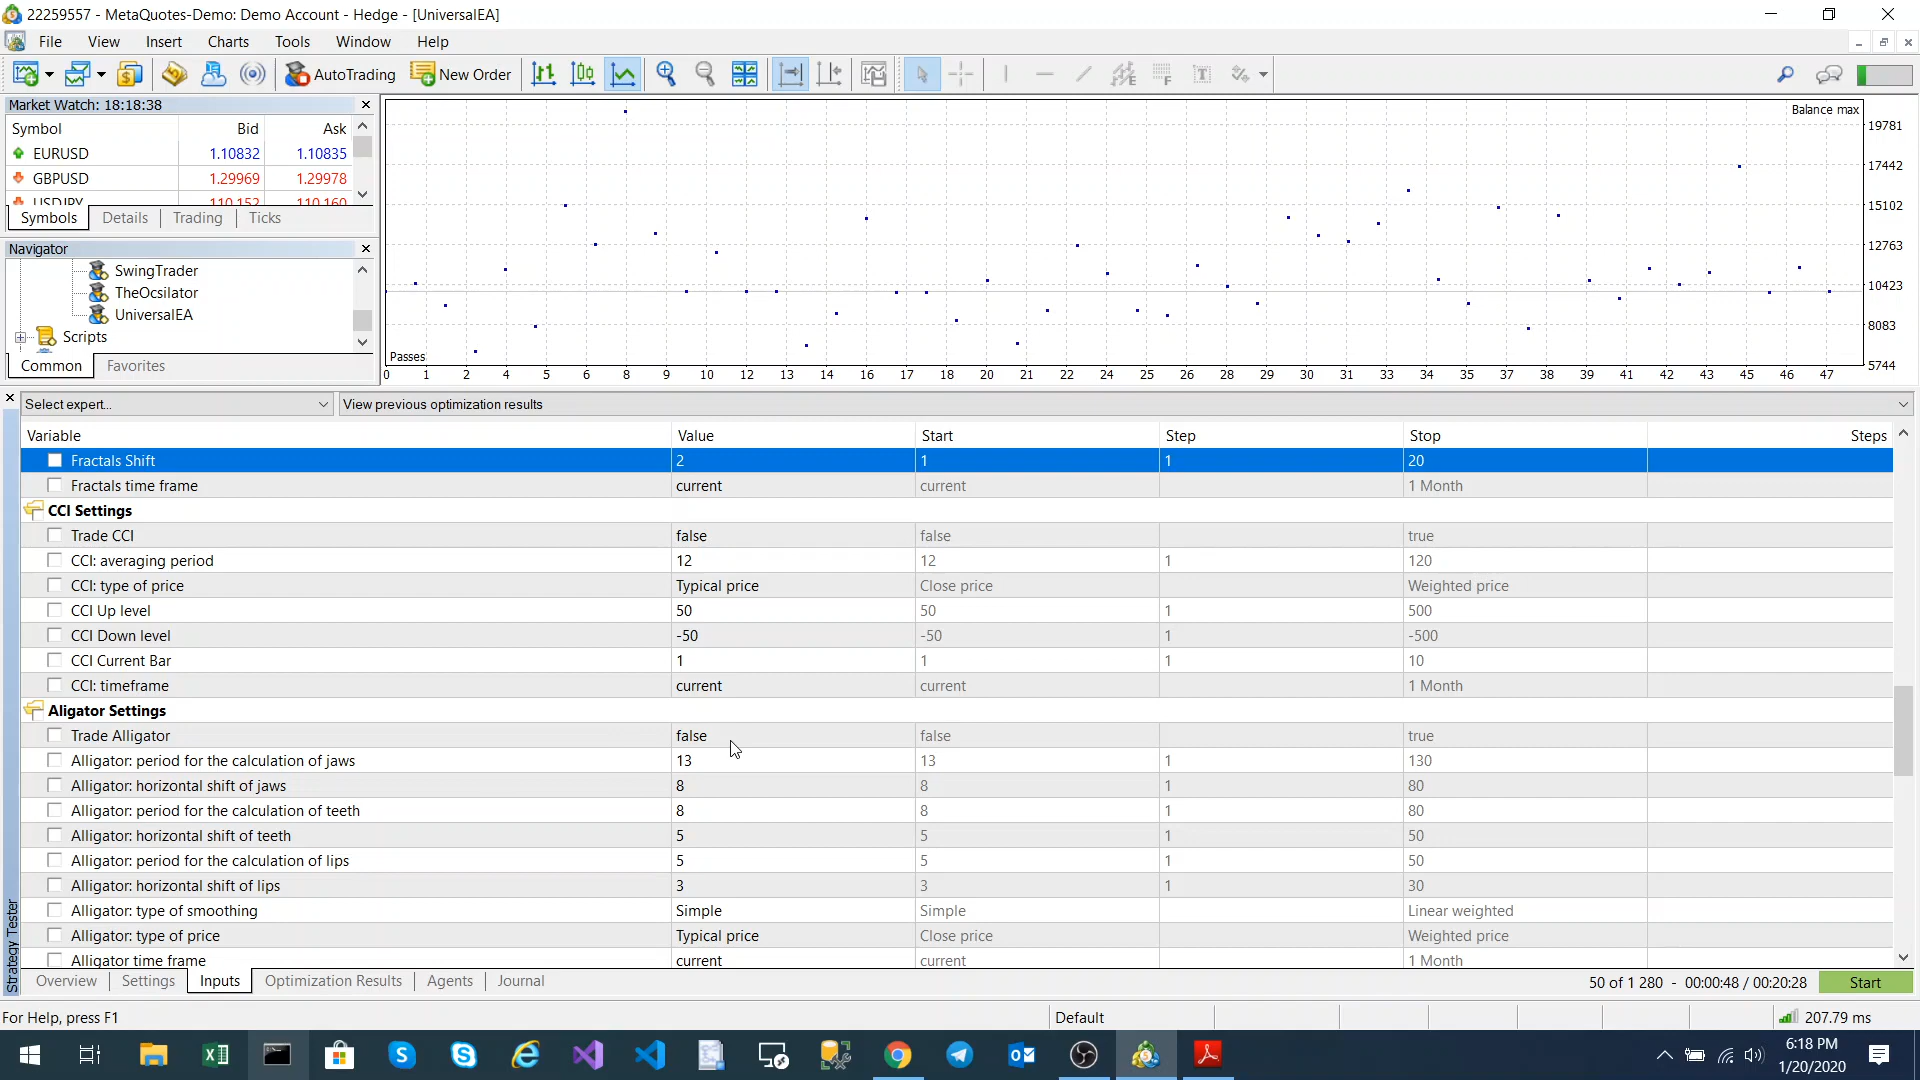 22259557 - MetaQuotes-Demo: Demo Account - Hedge - [UniversalEA]
File View Insert Charts Tools Window Help
AutoTrading New Order
Market Watch: 18:18:38
Symbol Bid Ask
EURUSD 1.10832 1.10835
GBPUSD 1.29969 1.29978
USDJPY 110.152 110.160
Symbols Details Trading Ticks
Navigator
SwingTrader
TheOcsilator
UniversalEA
Scripts
Common Favorites
Balance max
19781
17442
15102
12763
10423
8083
5744
Passes
0 1 2 4 5 6 8 9 10 12 13 14 16 17 18 20 21 22 24 25 26 28 29 30 31 33 34 35 37 38 39 41 42 43 45 46 47
Select expert... View previous optimization results
Variable Value Start Step Stop Steps
Fractals Shift 2 1 1 20
Fractals time frame current current 1 Month
CCI Settings
Trade CCI false false true
CCI: averaging period 12 12 1 120
CCI: type of price Typical price Close price Weighted price
CCI Up level 50 50 1 500
CCI Down level -50 -50 1 -500
CCI Current Bar 1 1 1 10
CCI: timeframe current current 1 Month
Aligator Settings
Trade Alligator false false true
Alligator: period for the calculation of jaws 13 13 1 130
Alligator: horizontal shift of jaws 8 8 1 80
Alligator: period for the calculation of teeth 8 8 1 80
Alligator: horizontal shift of teeth 5 5 1 50
Alligator: period for the calculation of lips 5 5 1 50
Alligator: horizontal shift of lips 3 3 1 30
Alligator: type of smoothing Simple Simple Linear weighted
Alligator: type of price Typical price Close price Weighted price
Alligator time frame current current 1 Month
Strategy Tester
Overview Settings Inputs Optimization Results Agents Journal 50 of 1 280 - 00:00:48 / 00:20:28 Start
For Help, press F1 Default 207.79 ms
6:18 PM
1/20/2020